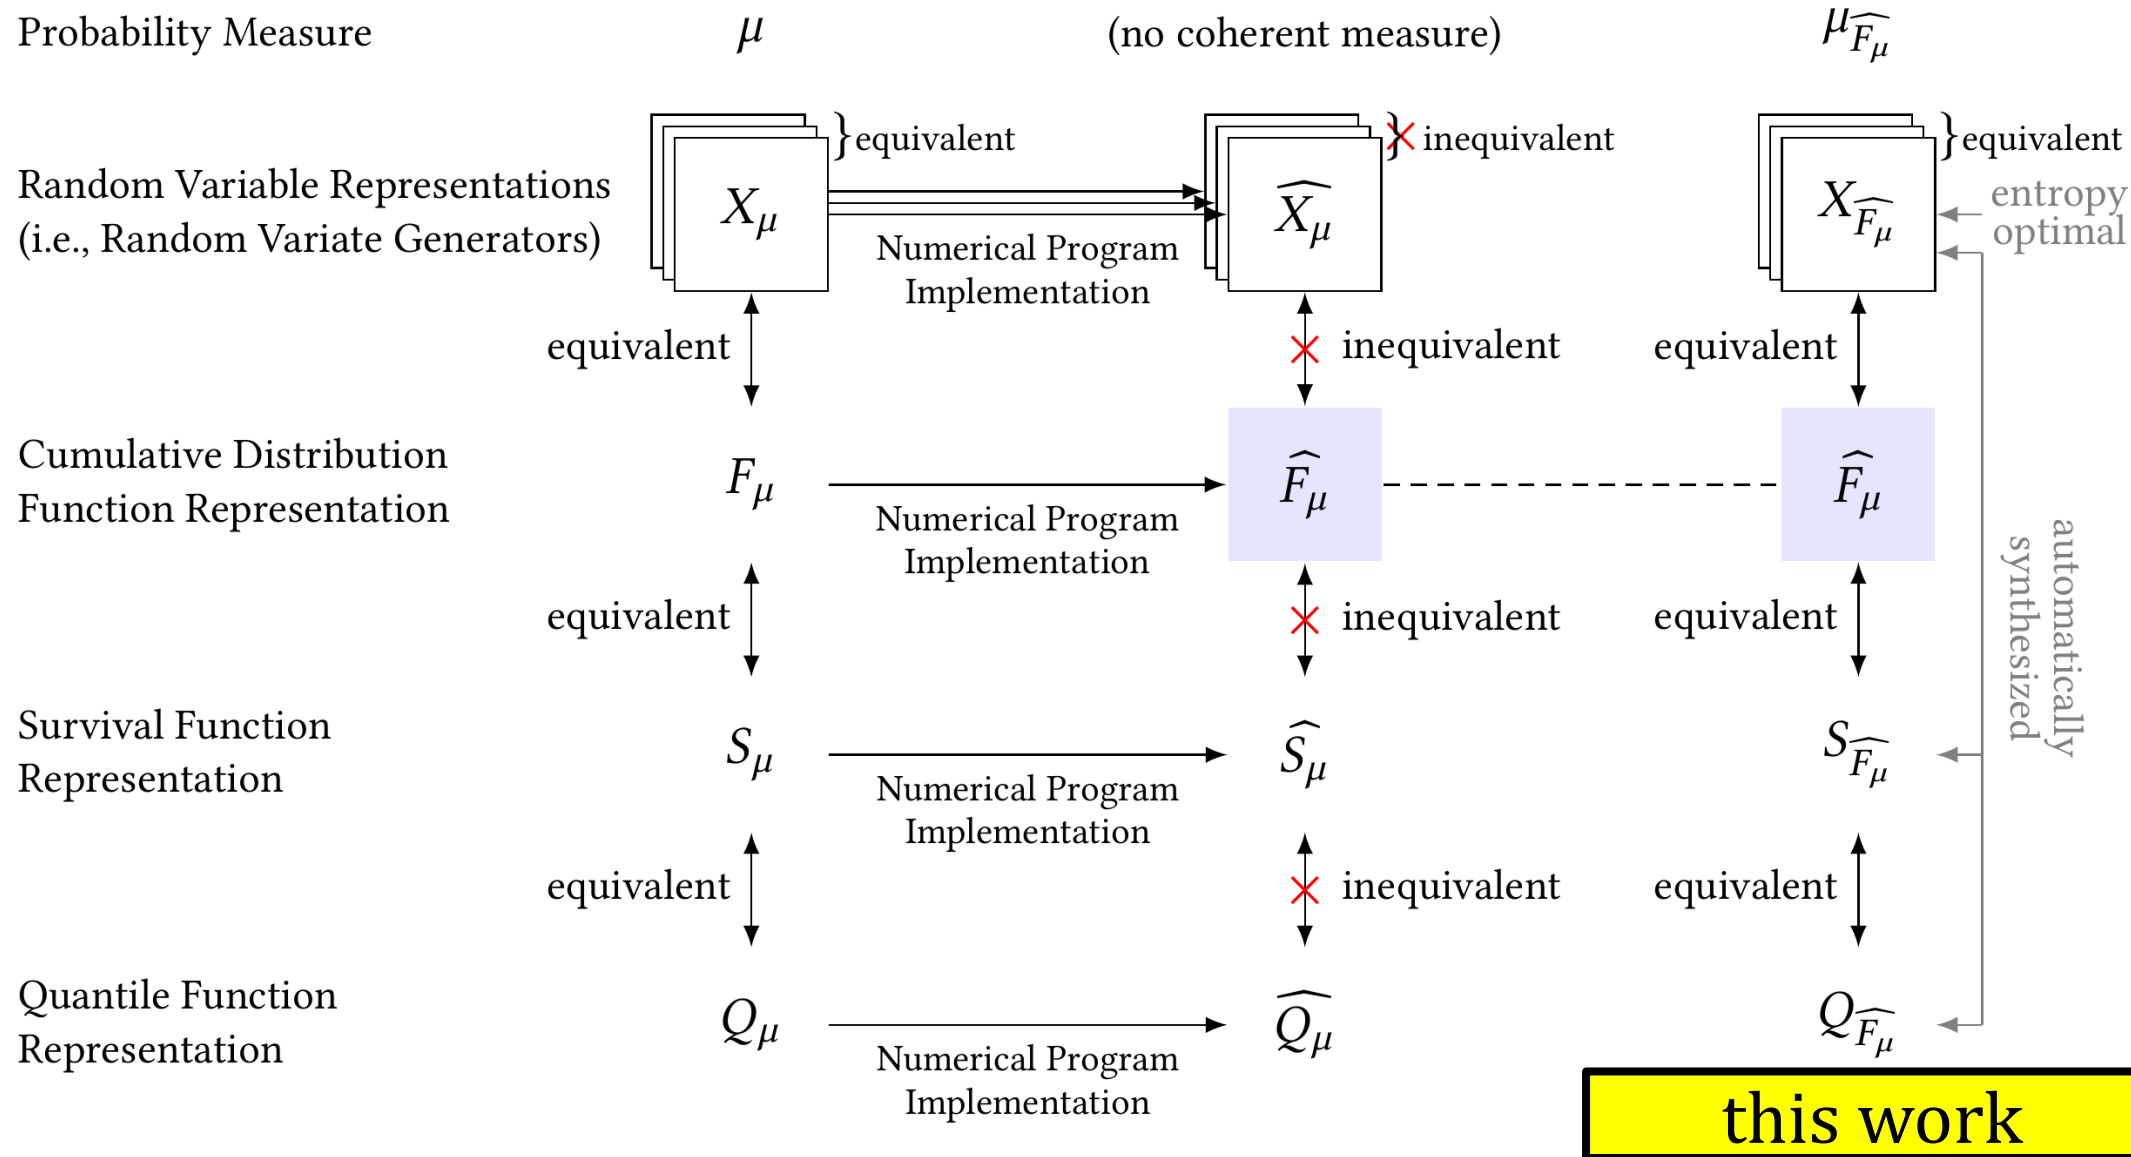 Probability Measure
μ
(no coherent measure)
μ_{\widehat{F_μ}}
}equivalent
} inequivalent
}equivalent
Random Variable Representations
(i.e., Random Variate Generators)
X_μ
\widehat{X_μ}
X_{\widehat{F_μ}}
entropy
optimal
Numerical Program
Implementation
equivalent
inequivalent
equivalent
Cumulative Distribution
Function Representation
F_μ
\widehat{F_μ}
\widehat{F_μ}
Numerical Program
Implementation
automatically
synthesized
equivalent
inequivalent
equivalent
Survival Function
Representation
S_μ
\widehat{S_μ}
S_{\widehat{F_μ}}
Numerical Program
Implementation
equivalent
inequivalent
equivalent
Quantile Function
Representation
Q_μ
\widehat{Q_μ}
Q_{\widehat{F_μ}}
Numerical Program
Implementation
this work